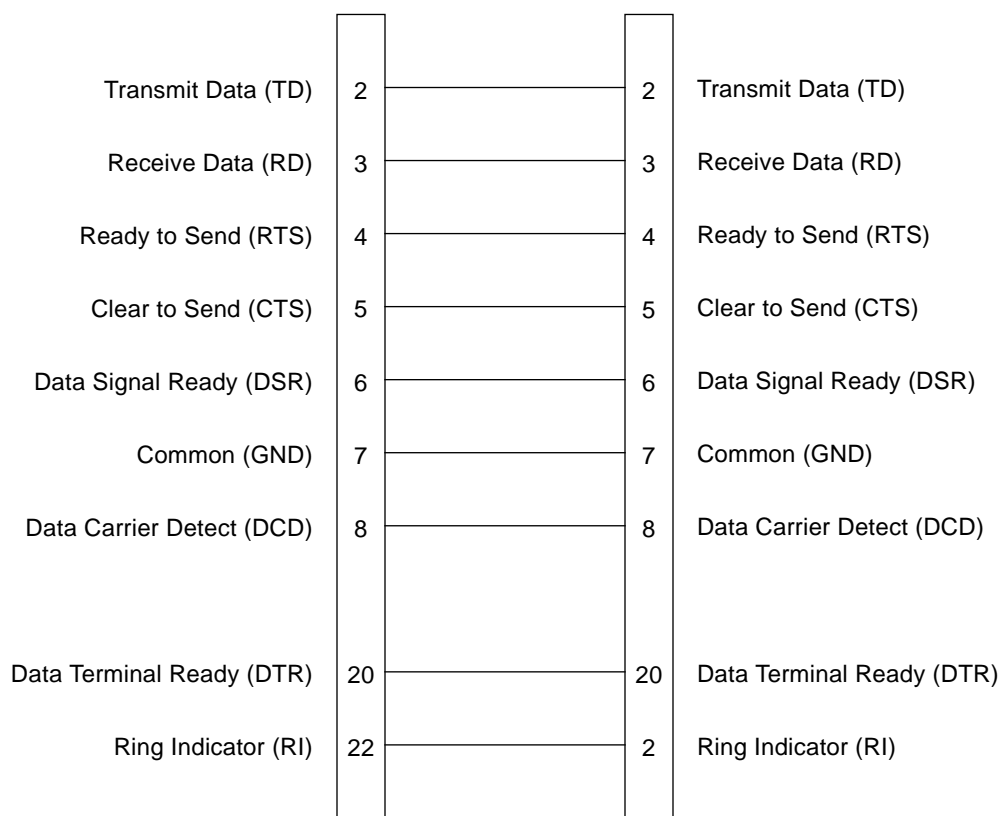 Transmit Data (TD) 2 2 Transmit Data (TD)
Receive Data (RD) 3 3 Receive Data (RD)
Ready to Send (RTS) 4 4 Ready to Send (RTS)
Clear to Send (CTS) 5 5 Clear to Send (CTS)
Data Signal Ready (DSR) 6 6 Data Signal Ready (DSR)
Common (GND) 7 7 Common (GND)
Data Carrier Detect (DCD) 8 8 Data Carrier Detect (DCD)
Data Terminal Ready (DTR) 20 20 Data Terminal Ready (DTR)
Ring Indicator (RI) 22 2 Ring Indicator (RI)